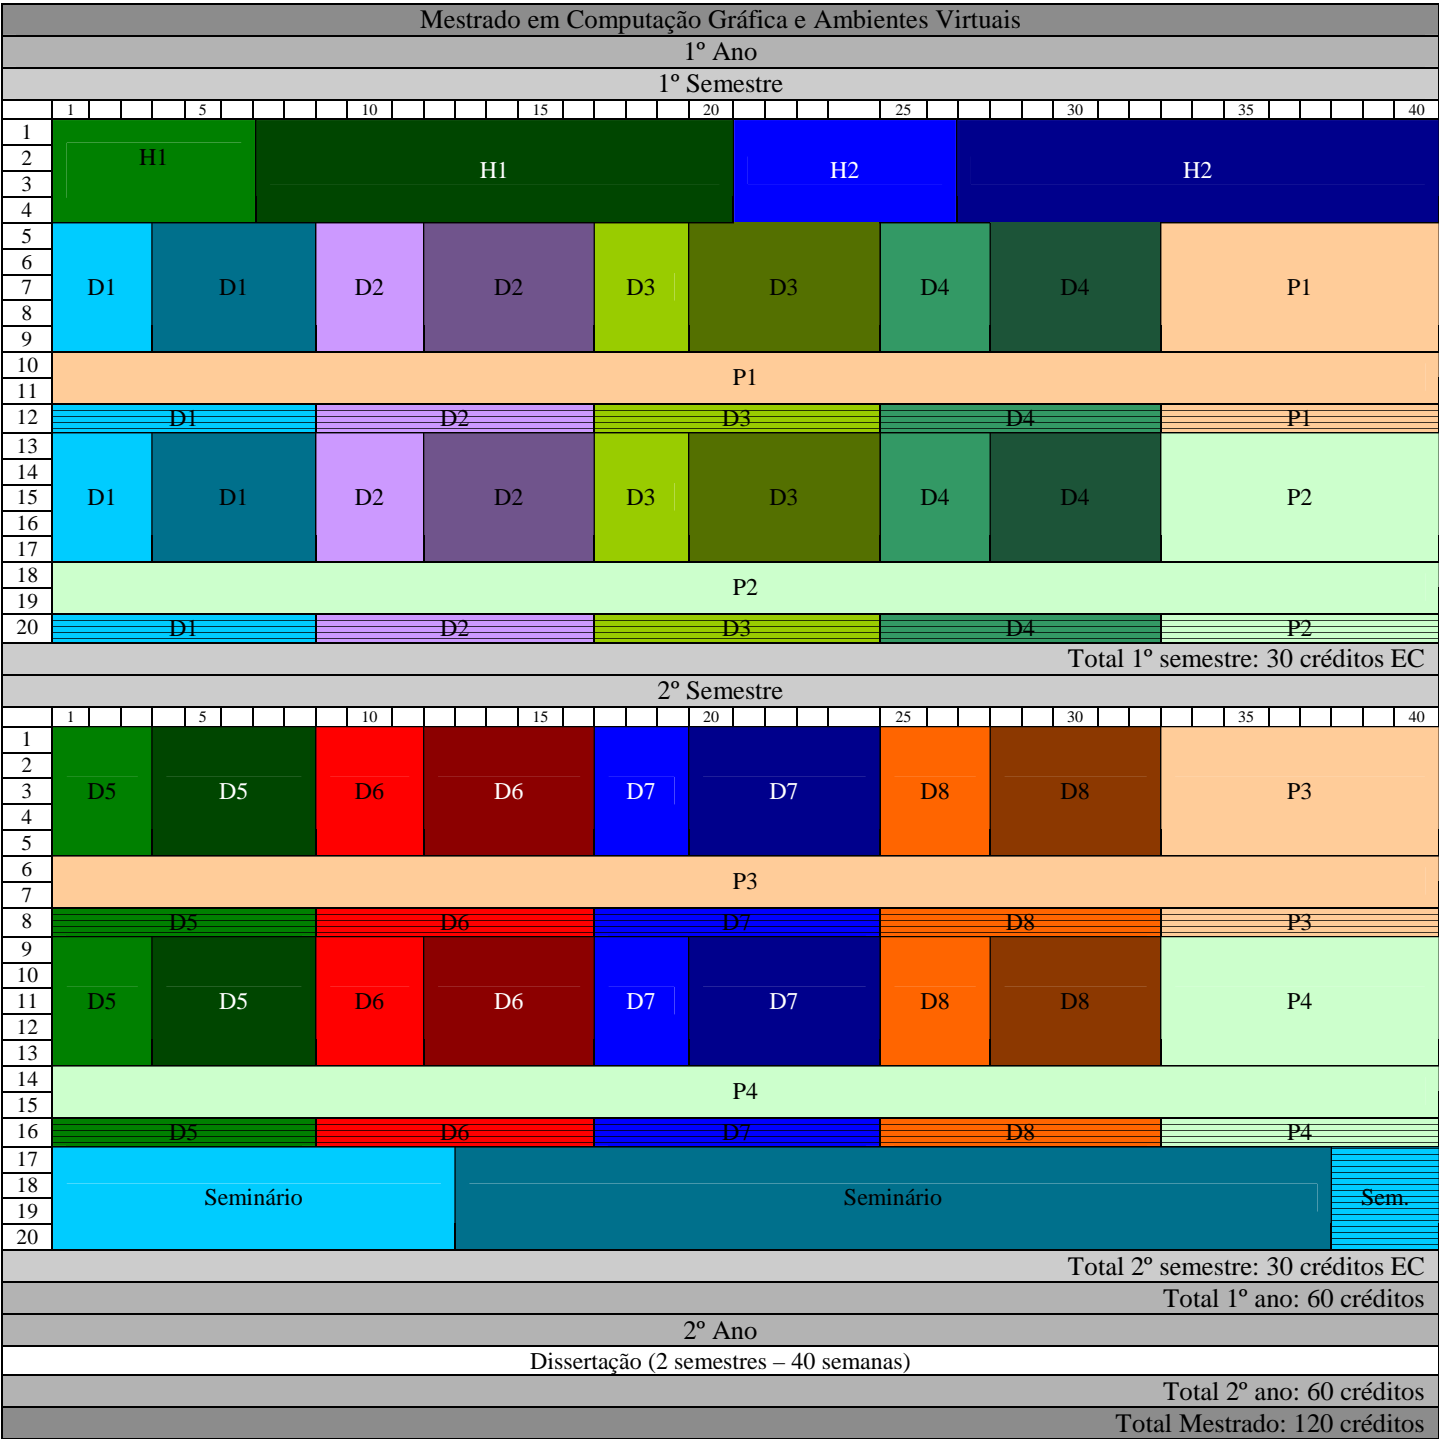 Mestrado em Computação Gráfica e Ambientes Virtuais
1º Ano
1º Semestre
1 5 10 15 20 25 30 35 40
1
2
3
4
H1 H1 H2 H2
5
6
7
8
9
D1 D1 D2 D2 D3 D3 D4 D4 P1
10
11
P1
12 D1 D2 D3 D4 P1
13
14
15
16
17
D1 D1 D2 D2 D3 D3 D4 D4 P2
18
19
P2
20 D1 D2 D3 D4 P2
Total 1º semestre: 30 créditos EC
2º Semestre
1 5 10 15 20 25 30 35 40
1
2
3
4
5
D5 D5 D6 D6 D7 D7 D8 D8 P3
6
7
P3
8 D5 D6 D7 D8 P3
9
10
11
12
13
D5 D5 D6 D6 D7 D7 D8 D8 P4
14
15
P4
16 D5 D6 D7 D8 P4
17
18
19
20
Seminário Seminário Sem.
Total 2º semestre: 30 créditos EC
Total 1º ano: 60 créditos
2º Ano
Dissertação (2 semestres – 40 semanas)
Total 2º ano: 60 créditos
Total Mestrado: 120 créditos